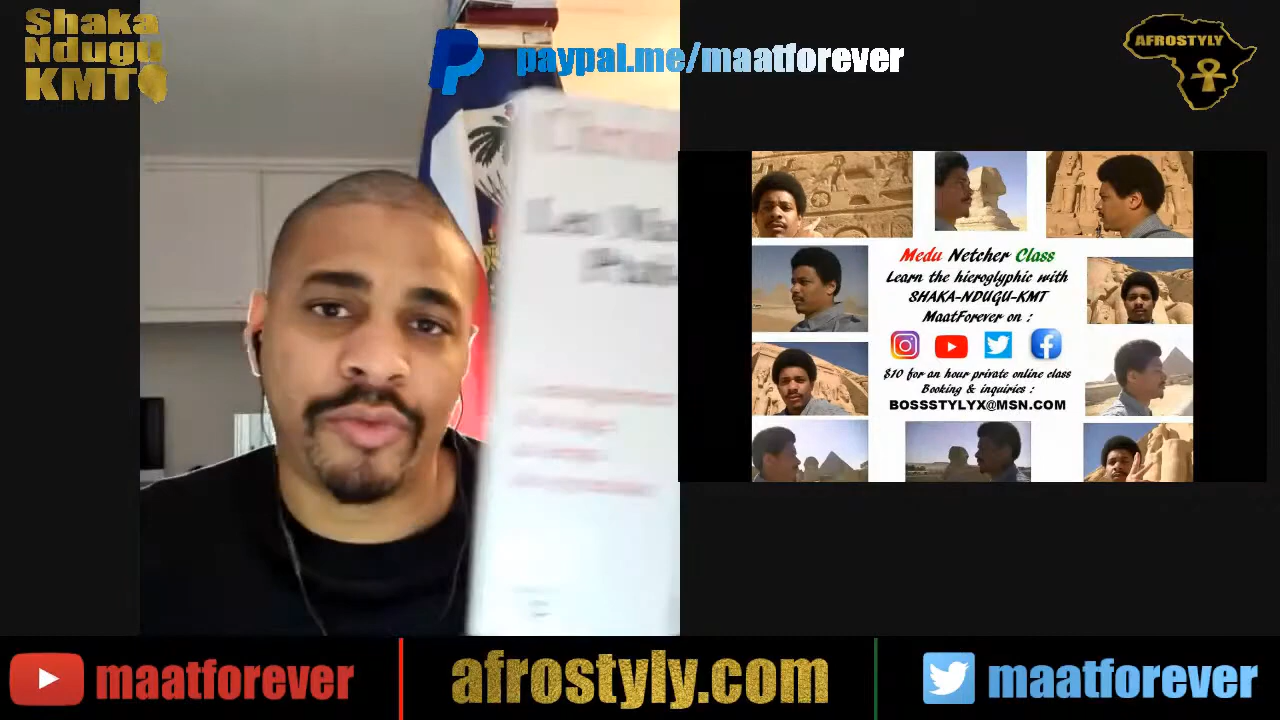 Shaka
Ndugu
KMT
paypal.me/maatforever
AFROSTYLY
Medu Netcher Class
Learn the hieroglyphic with
SHAKA-NDUGU-KMT
MaatForever on :
$10 for an hour private online class
Booking & inquiries :
BOSSSTYLYX@MSN.COM
maatforever
afrostyly.com
maatforever